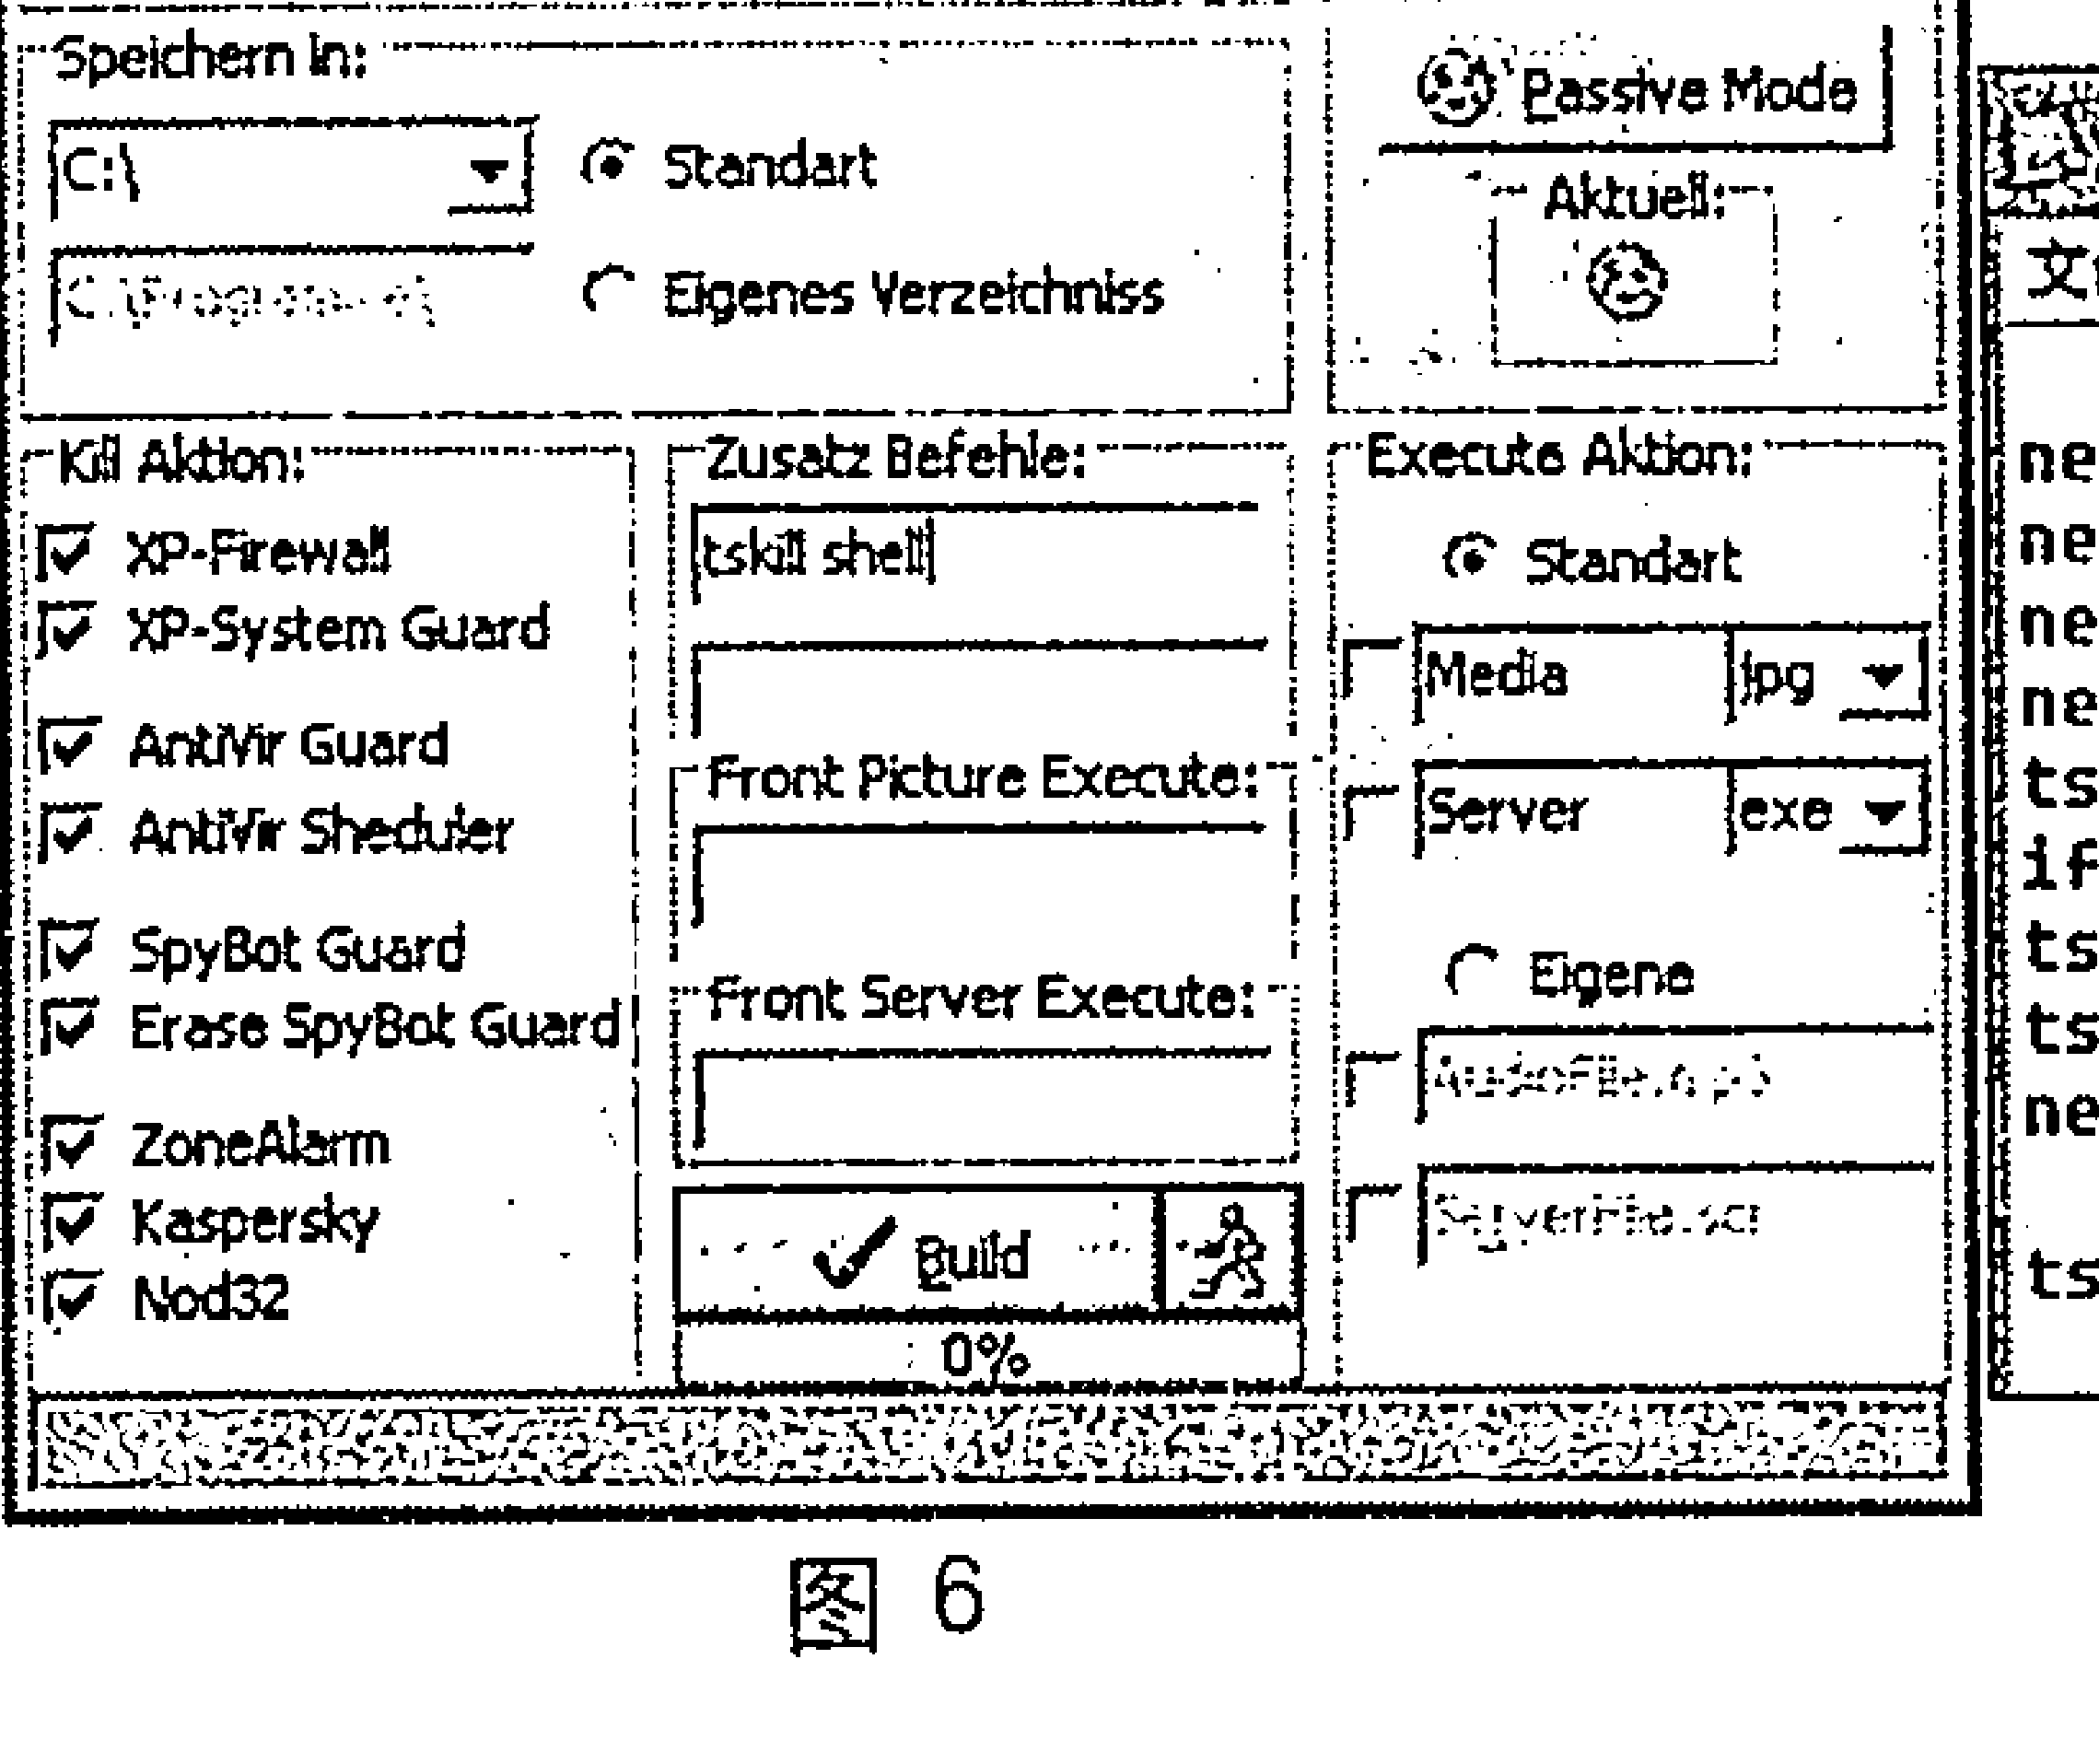 Speichern In:
C:\
Standart
Eigenes Verzeichniss
Passive Mode
Aktuell:
Kill Aktion:
XP-Firewall
XP-System Guard
AntiVir Guard
AntiVir Sheduler
SpyBot Guard
Erase SpyBot Guard
ZoneAlarm
Kaspersky
Nod32
Zusatz Befehle:
tskill shell
Front Picture Execute:
Front Server Execute:
Build
0%
Execute Aktion:
Standart
Media jpg
Server exe
Eigene
文
ne
ne
ne
ne
ts
if
ts
ts
ne
ts
图 6